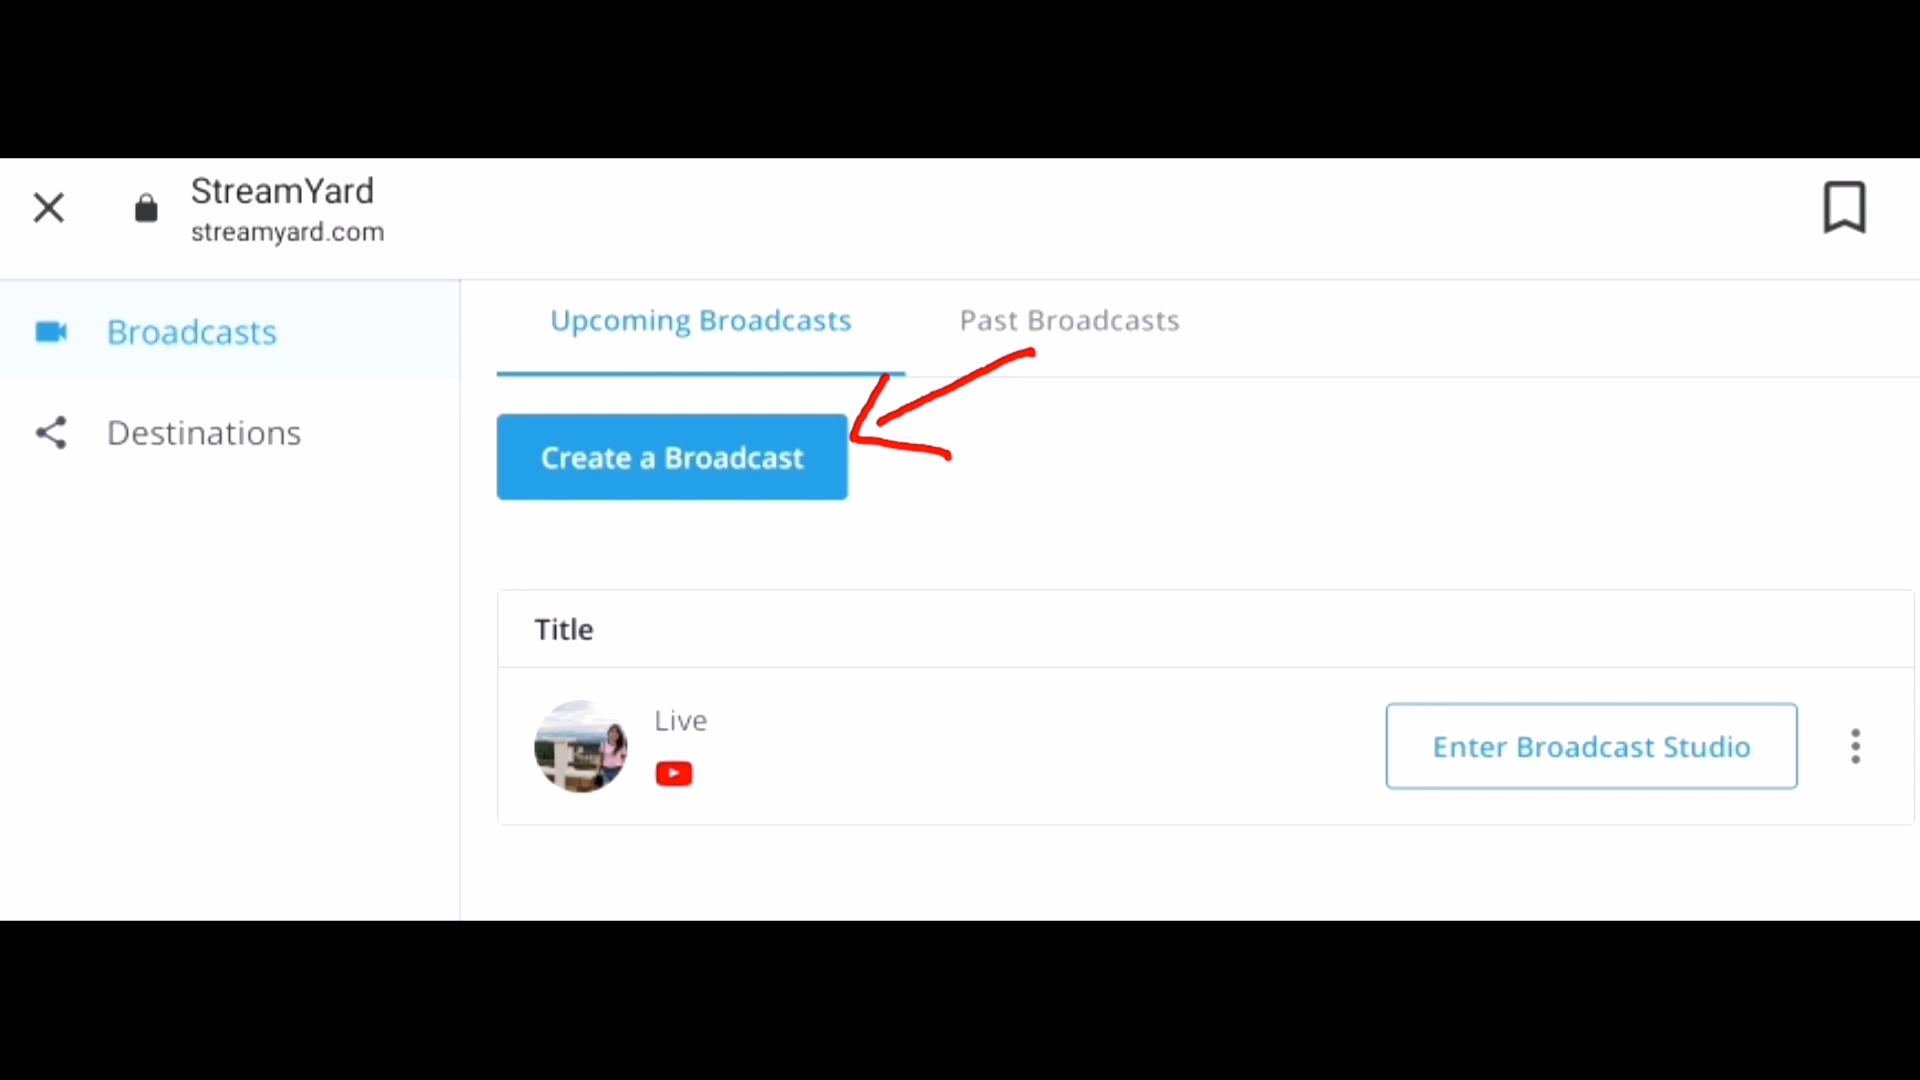 StreamYard
streamyard.com
Broadcasts
Destinations
Upcoming Broadcasts
Past Broadcasts
Create a Broadcast
Title
Live
Enter Broadcast Studio